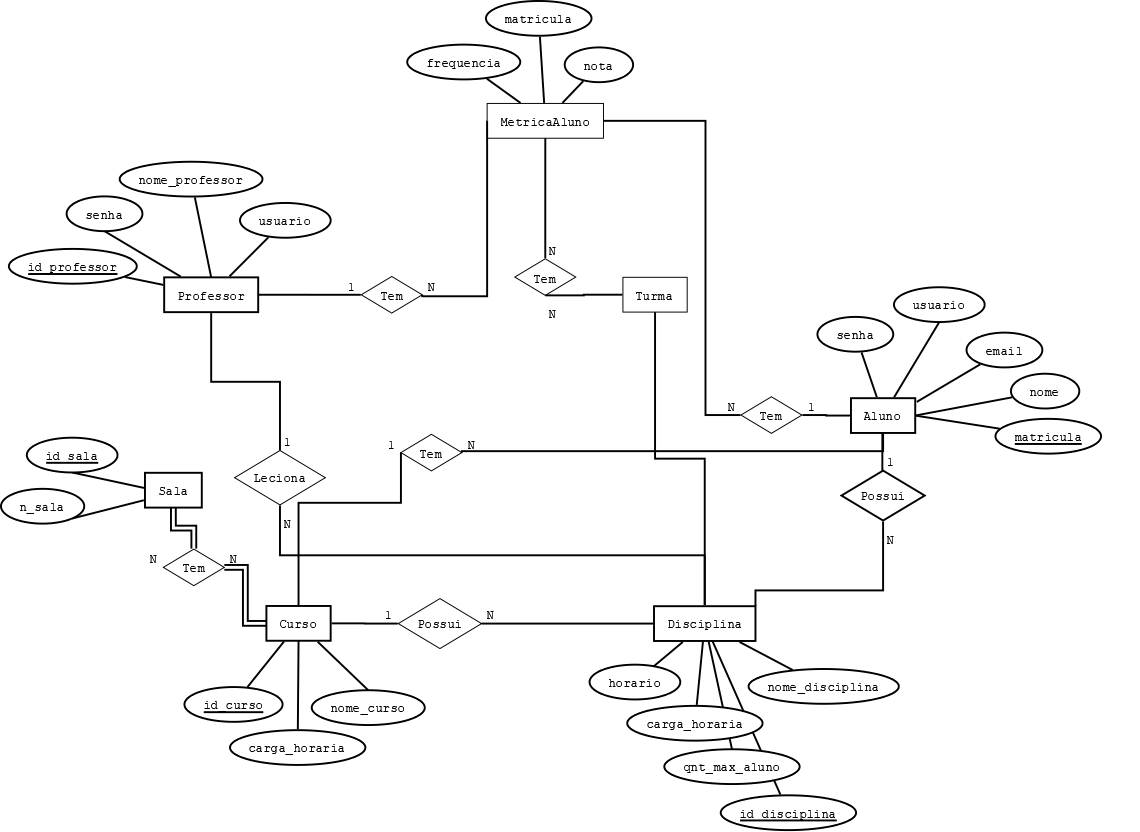 matricula
frequencia
nota
MetricaAluno
nome_professor
senha
usuario
id_professor
Professor
1
Tem
N
N
Tem
N
Turma
usuario
senha
email
nome
matricula
Aluno
N
Tem
1
1
Tem
N
1
Leciona
N
1
Possui
N
id_sala
Sala
n_sala
N
Tem
N
Curso
1
Possui
N
Disciplina
id_curso
nome_curso
carga_horaria
horario
nome_disciplina
carga_horaria
qnt_max_aluno
id_disciplina